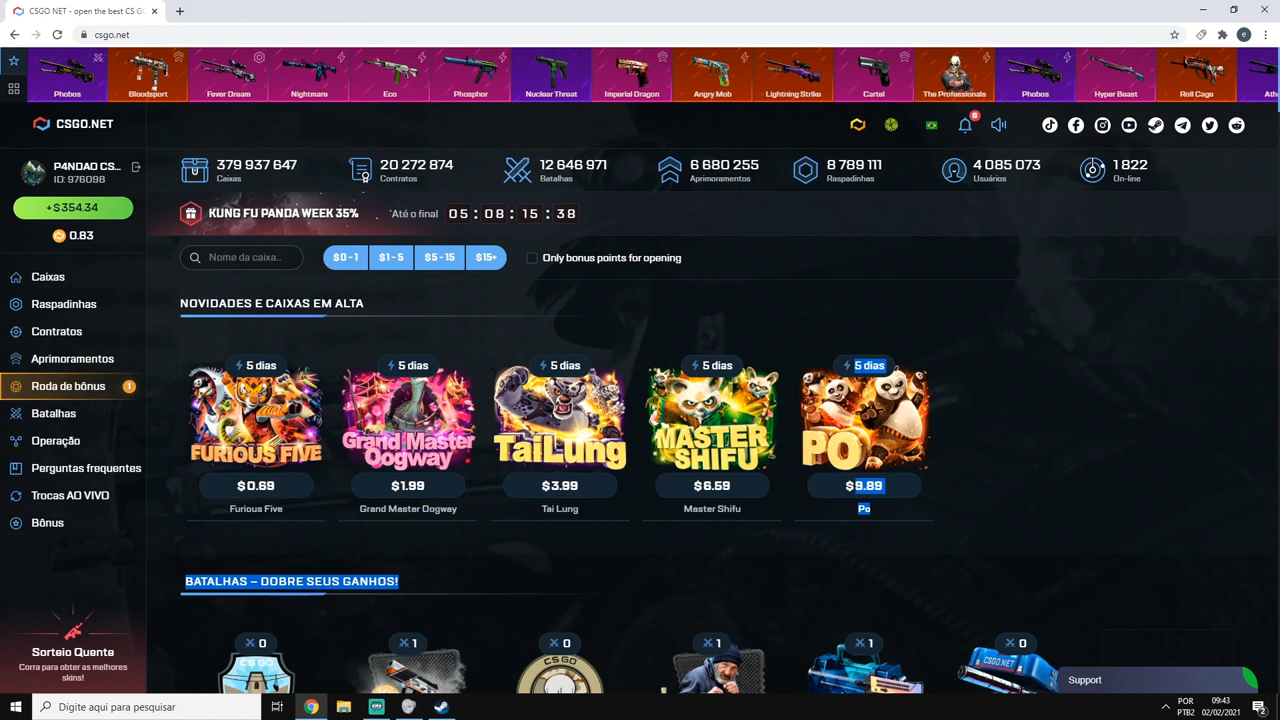 CSGO NET - open the best CS G
csgo.net
e
Phobos
Bloodsport
Fever Dream
Nightmare
Eco
Phosphor
Nuclear Threat
Imperial Dragon
Angry Mob
Lightning Strike
Cartel
The Professionals
Phobos
Hyper Beast
Roll Cage
Ath
CSGO.NET
8
P4NDAO CS...
ID: 976098
+$354.34
0.83
379 937 647
Caixas
20 272 874
Contratos
12 646 971
Batalhas
6 680 255
Aprimoramentos
8 789 111
Raspadinhas
4 085 073
Usuários
1 822
On-line
KUNG FU PANDA WEEK 35%
Até o final
05 : 08 : 15 : 38
Nome da caixa...
$0 - 1
$1 - 5
$5 - 15
$15+
Only bonus points for opening
Caixas
Raspadinhas
Contratos
Aprimoramentos
Roda de bônus
1
Batalhas
Operação
Perguntas frequentes
Trocas AO VIVO
Bônus
NOVIDADES E CAIXAS EM ALTA
5 dias
5 dias
5 dias
5 dias
5 dias
FURIOUS FIVE
Grand Master Oogway
TaiLung
MASTER SHIFU
PO
$0.69
$1.99
$3.99
$6.59
$9.89
Furious Five
Grand Master Oogway
Tai Lung
Master Shifu
Po
BATALHAS – DOBRE SEUS GANHOS!
0
1
0
1
1
0
CS GO
CS GO
CSGO.NET
Sorteio Quente
Corra para obter as melhores
skins!
Support
Digite aqui para pesquisar
POR
PTB2
09:43
02/02/2021
2